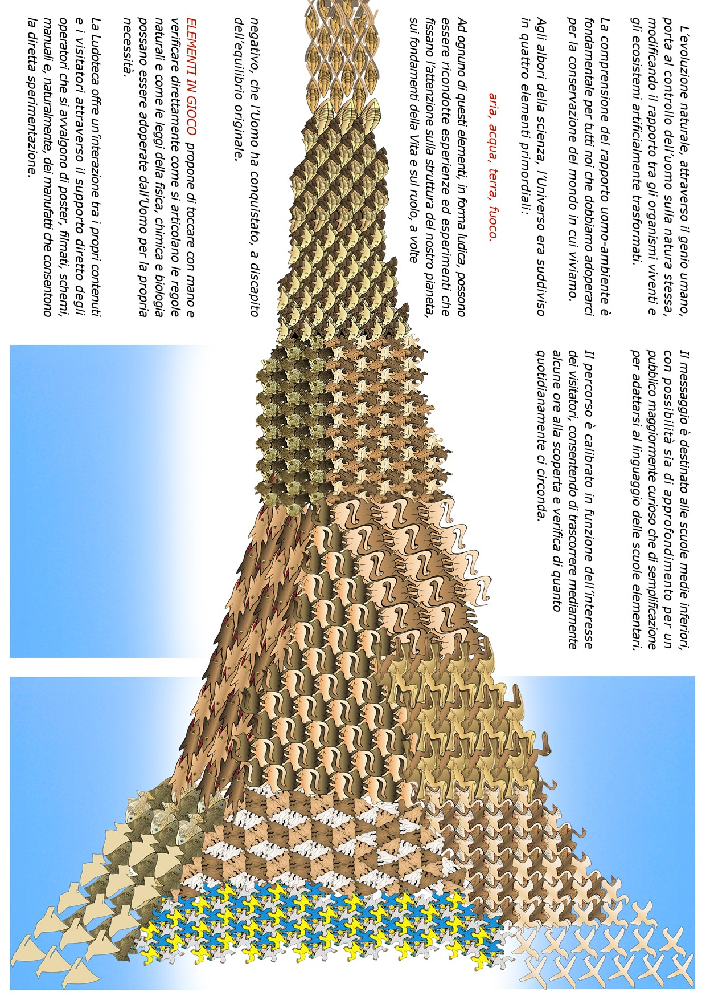 L'evoluzione naturale, attraverso il genio umano,
porta al controllo dell'uomo sulla natura stessa,
modificando il rapporto tra gli organismi viventi e
gli ecosistemi artificialmente trasformati.
La comprensione del rapporto uomo-ambiente è
fondamentale per tutti noi che dobbiamo adoperarci
per la conservazione del mondo in cui viviamo.
Agli albori della scienza, l'Universo era suddiviso
in quattro elementi primordiali:
aria, acqua, terra, fuoco.
Ad ognuno di questi elementi, in forma ludica, possono
essere ricondotte esperienze ed esperimenti che
fissano l'attenzione sulla struttura del nostro pianeta,
sui fondamenti della Vita e sul ruolo, a volte
negativo, che l'Uomo ha conquistato, a discapito
dell'equilibrio originale.
ELEMENTI IN GIOCO propone di toccare con mano e
verificare direttamente come si articolano le regole
naturali e come le leggi della fisica, chimica e biologia
possano essere adoperate dall'Uomo per la propria
necessità.
La Ludoteca offre un'interazione tra i propri contenuti
e i visitatori attraverso il supporto diretto degli
operatori che si avvalgono di poster, filmati, schemi,
manuali e, naturalmente, dei manufatti che consentono
la diretta sperimentazione.
Il messaggio è destinato alle scuole medie inferiori,
con possibilità sia di approfondimento per un
pubblico maggiormente curioso che di semplificazione
per adattarsi al linguaggio delle scuole elementari.
Il percorso è calibrato in funzione dell'interesse
dei visitatori, consentendo di trascorrere mediamente
alcune ore alla scoperta e verifica di quanto
quotidianamente ci circonda.